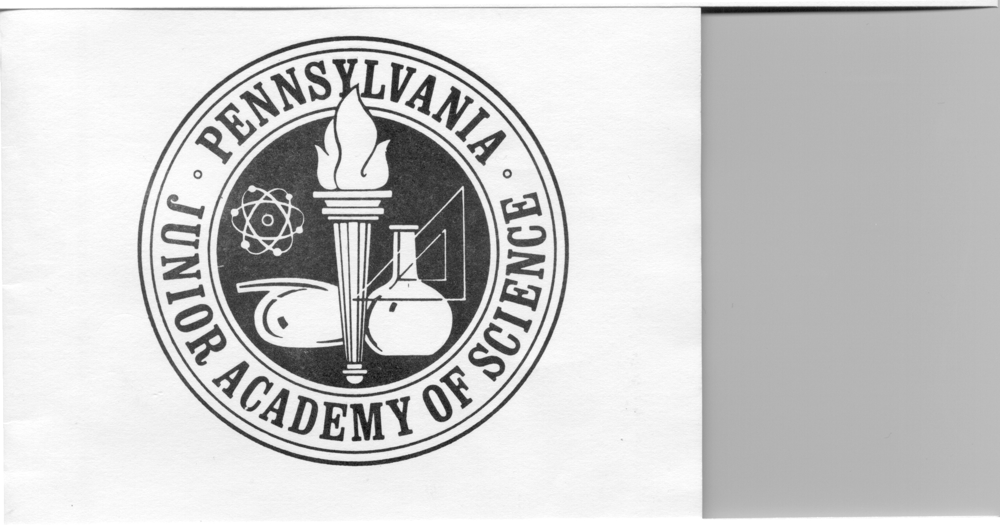 PENNSYLVANIA
JUNIOR ACADEMY OF SCIENCE